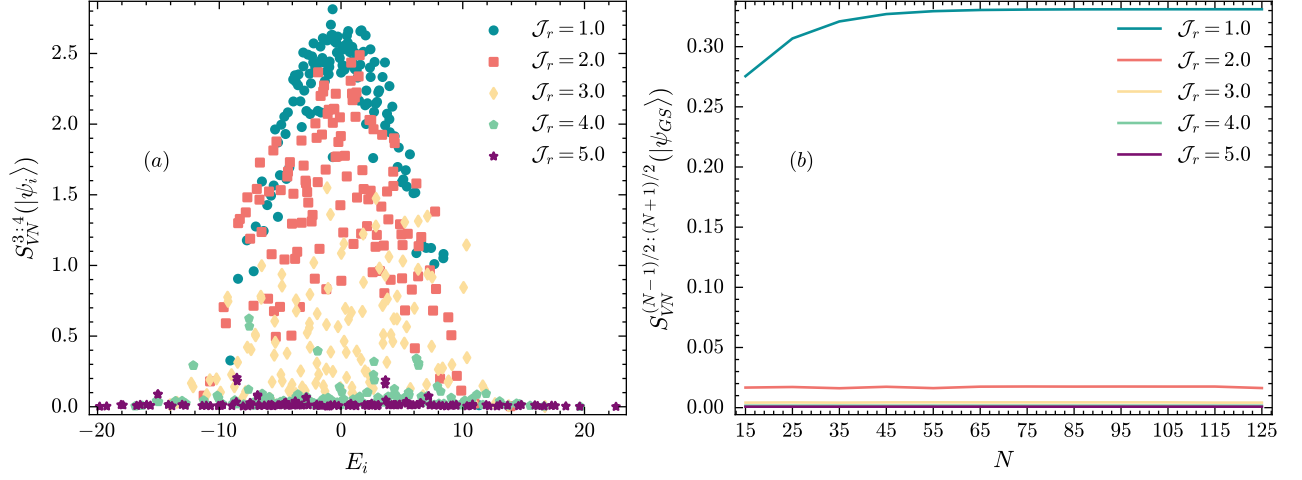 S_{VN}^{3:4}(|ψ_i⟩)
2.5
2.0
1.5
1.0
0.5
0.0
−20
−10
0
10
20
E_i
(a)
𝒥_r = 1.0
𝒥_r = 2.0
𝒥_r = 3.0
𝒥_r = 4.0
𝒥_r = 5.0
S_{VN}^{(N−1)/2:(N+1)/2}(|ψ_{GS}⟩)
0.30
0.25
0.20
0.15
0.10
0.05
0.00
15
25
35
45
55
65
75
85
95
105
115
125
N
(b)
𝒥_r = 1.0
𝒥_r = 2.0
𝒥_r = 3.0
𝒥_r = 4.0
𝒥_r = 5.0